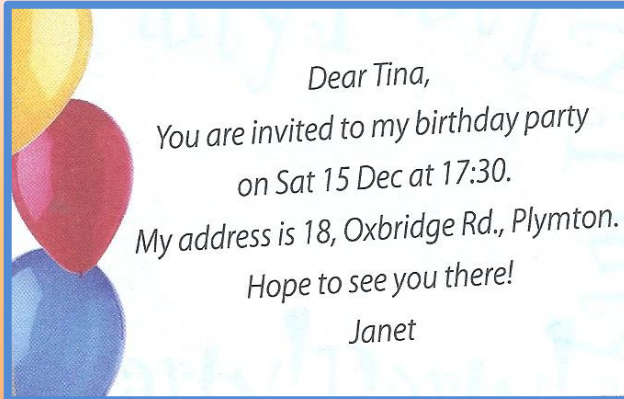 Dear Tina,
You are invited to my birthday party
on Sat 15 Dec at 17:30.
My address is 18, Oxbridge Rd., Plymton.
Hope to see you there!
Janet